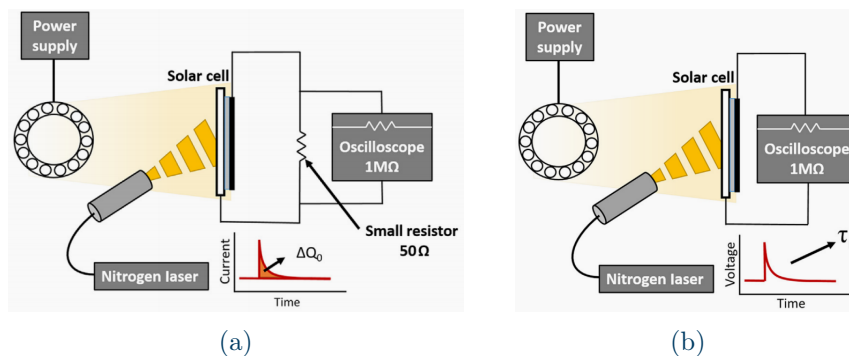 Power
supply
Solar cell
Oscilloscope
1MΩ
Small resistor
50Ω
Nitrogen laser
Current
ΔQ₀
Time
(a)
Power
supply
Solar cell
Oscilloscope
1MΩ
Nitrogen laser
Voltage
τ
Time
(b)